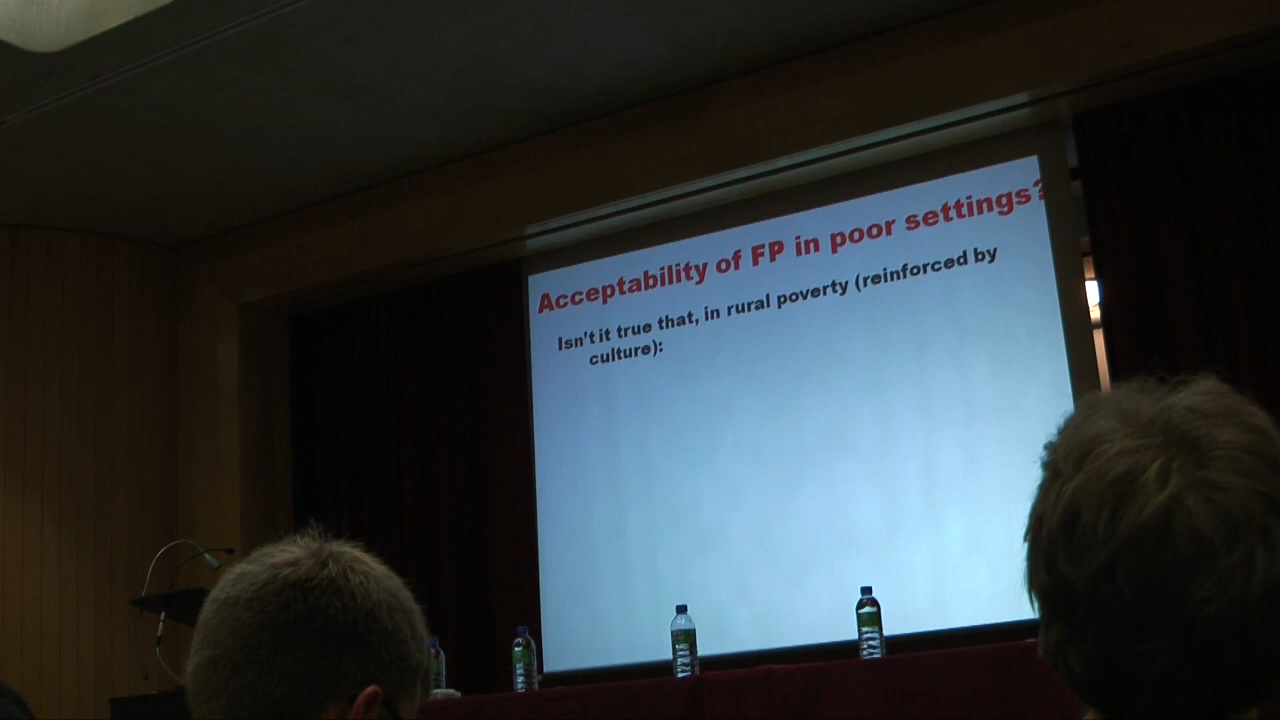 Acceptability of FP in poor settings?
Isn't it true that, in rural poverty (reinforced by
culture):